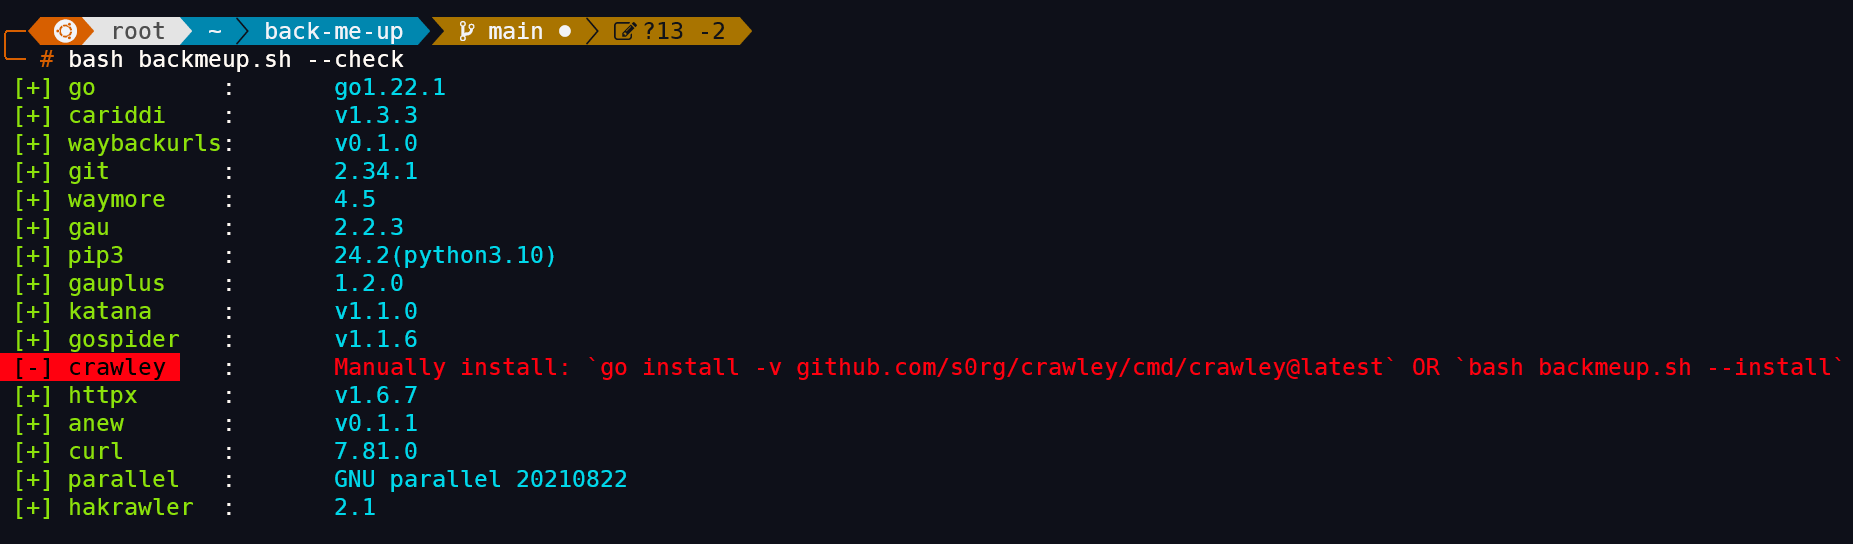 root ~ back-me-up main ● ?13 -2
# bash backmeup.sh --check
[+] go : go1.22.1
[+] cariddi : v1.3.3
[+] waybackurls: v0.1.0
[+] git : 2.34.1
[+] waymore : 4.5
[+] gau : 2.2.3
[+] pip3 : 24.2(python3.10)
[+] gauplus : 1.2.0
[+] katana : v1.1.0
[+] gospider : v1.1.6
[-] crawley : Manually install: `go install -v github.com/s0rg/crawley/cmd/crawley@latest` OR `bash backmeup.sh --install`
[+] httpx : v1.6.7
[+] anew : v0.1.1
[+] curl : 7.81.0
[+] parallel : GNU parallel 20210822
[+] hakrawler : 2.1